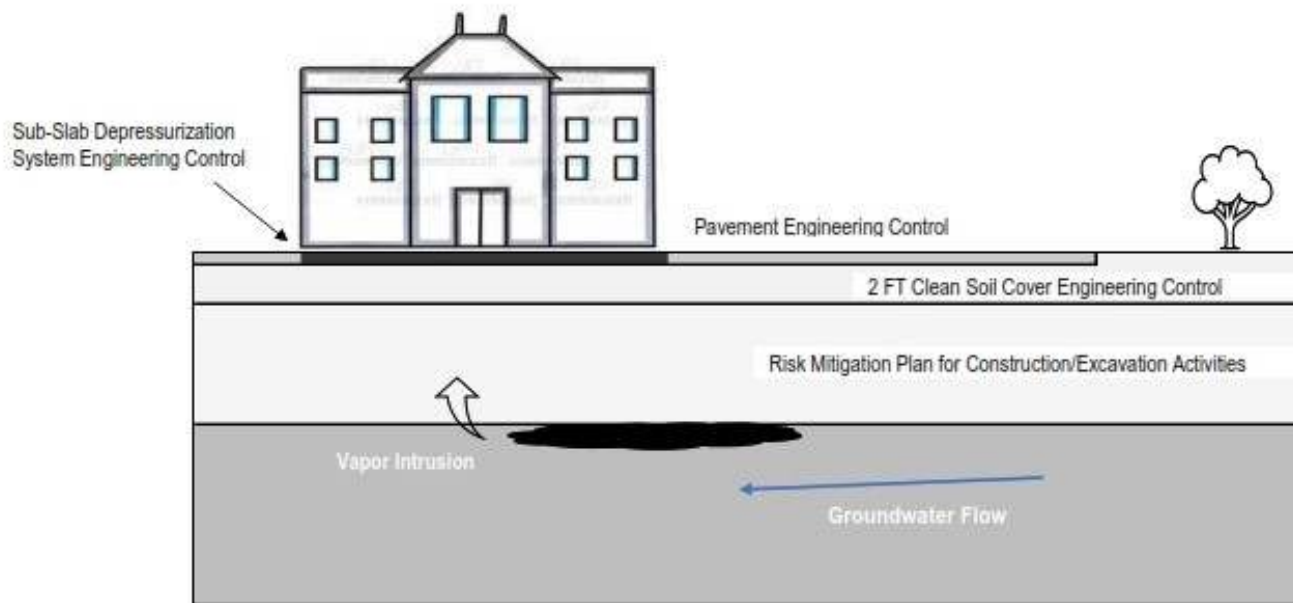 Sub-Slab Depressurization
System Engineering Control
Pavement Engineering Control
2 FT Clean Soil Cover Engineering Control
Risk Mitigation Plan for Construction/Excavation Activities
Vapor Intrusion
Groundwater Flow